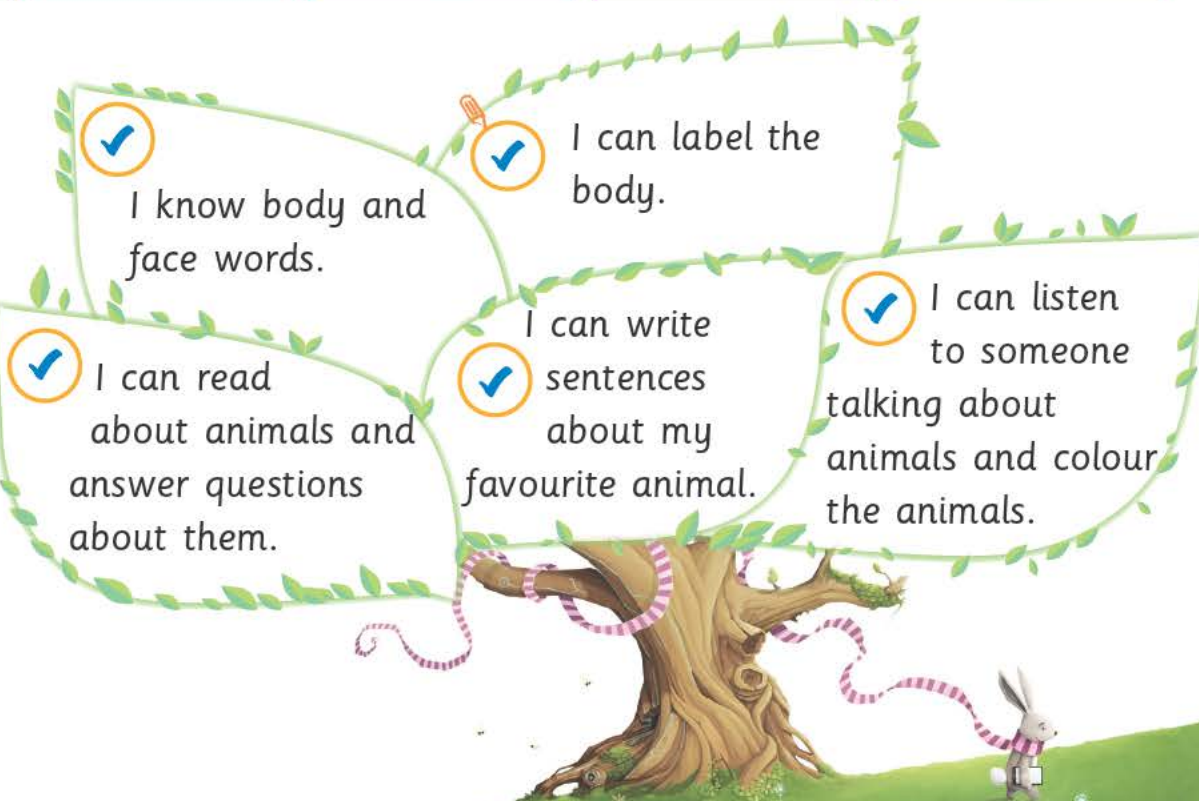 I know body and
face words.
I can label the
body.
I can read
about animals and
answer questions
about them.
I can write
sentences
about my
favourite animal.
I can listen
to someone
talking about
animals and colour
the animals.